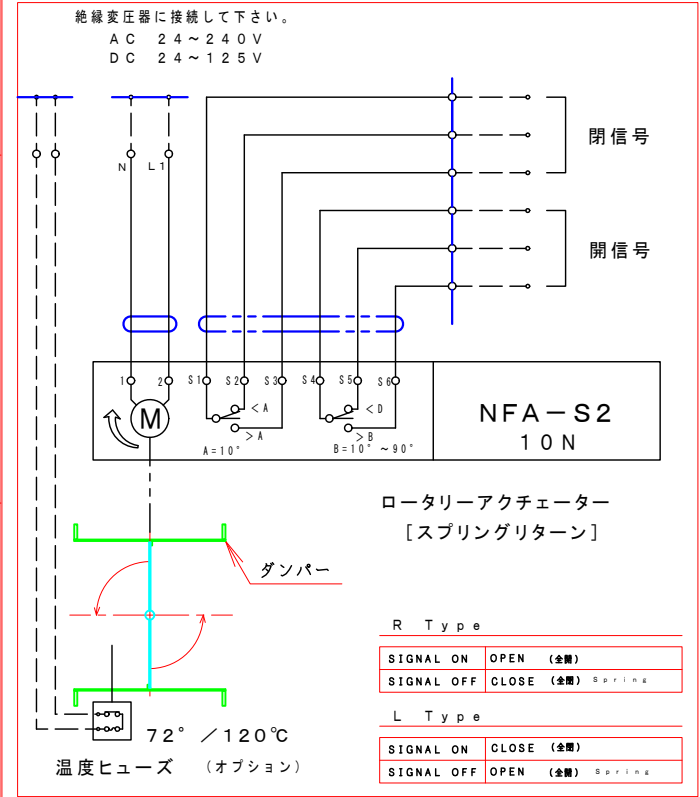 絶縁変圧器に接続して下さい。
AC 24~240V
DC 24~125V
N L1
閉信号
開信号
1 2 S1 S2 S3 S4 S5 S6
M
<A
>A
A=10°
<D
>B
B=10° ~90°
NFA-S2
10N
ロータリーアクチェーター
[スプリングリターン]
ダンパー
R Type
SIGNAL ON OPEN (全開)
SIGNAL OFF CLOSE (全閉) Spring
L Type
SIGNAL ON CLOSE (全閉)
SIGNAL OFF OPEN (全開) Spring
72° /120℃
温度ヒューズ (オプション)